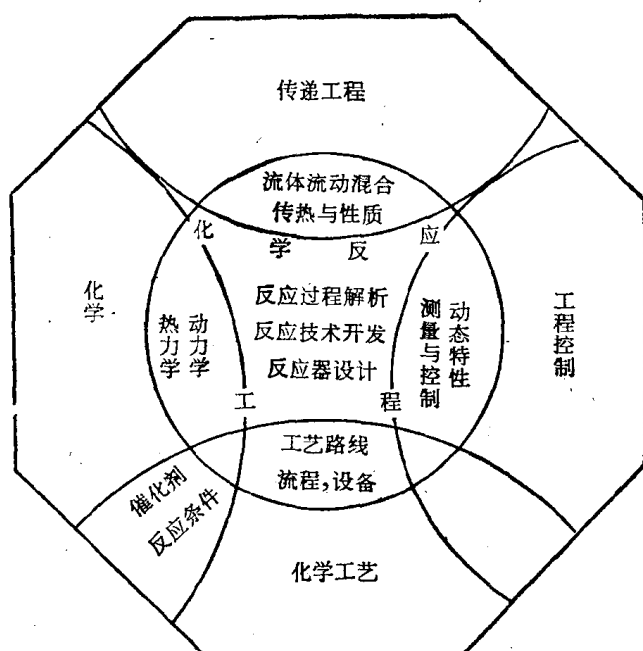 传递工程
流体流动混合
传热与性质
化学反应
反应过程解析
反应技术开发
反应器设计
工程
化学
动力学
热力学
动态特性
测量与控制
工程控制
工艺路线
流程,设备
催化剂
反应条件
化学工艺